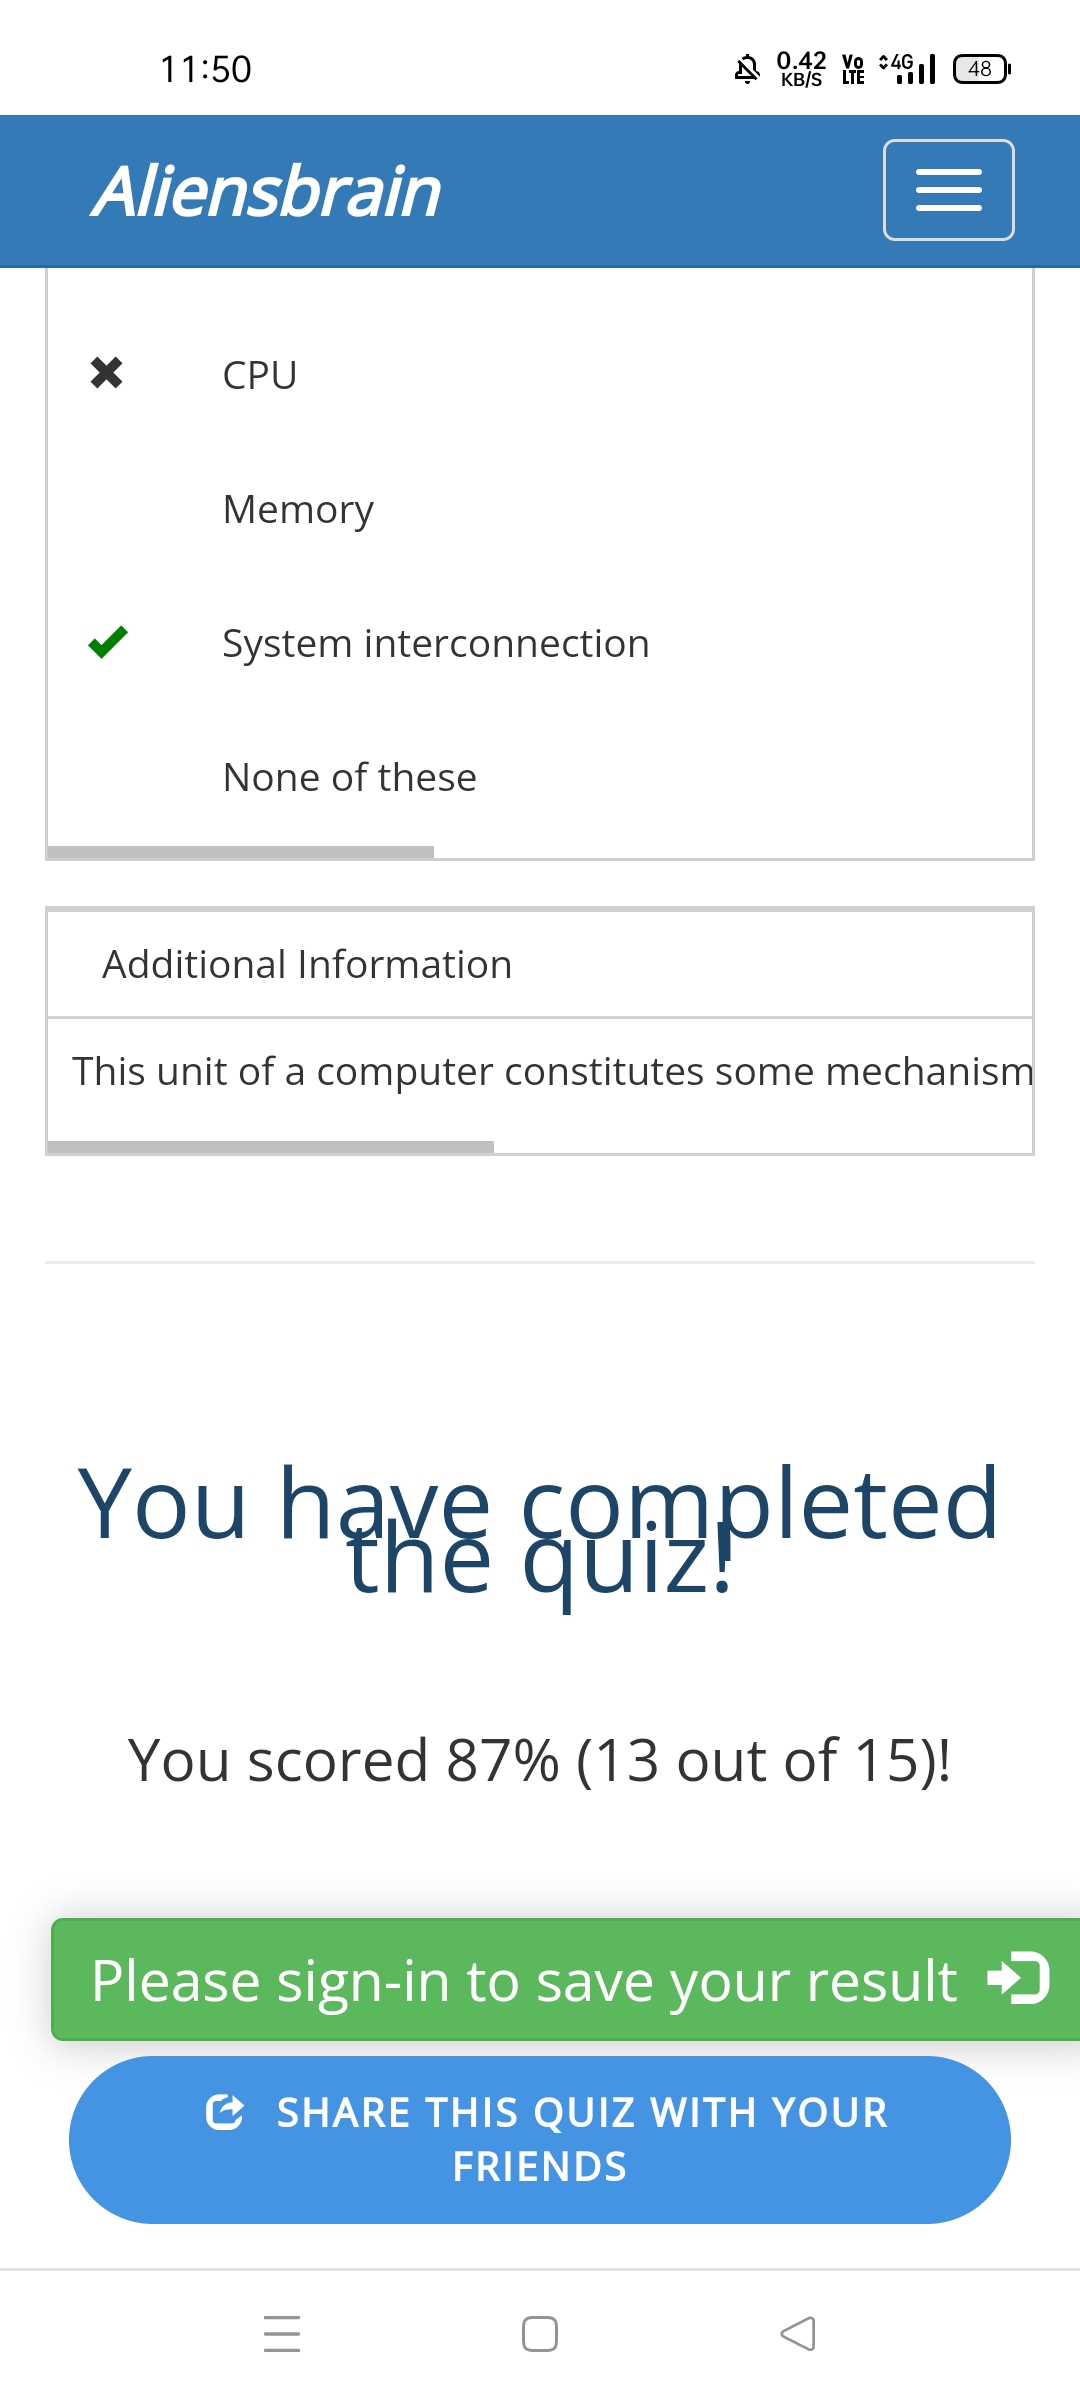 11:50
0.42
KB/S
Vo
LTE
4G
48
Aliensbrain
CPU
Memory
System interconnection
None of these
Additional Information
This unit of a computer constitutes some mechanism
You have completed
the quiz!
You scored 87% (13 out of 15)!
Please sign-in to save your result
SHARE THIS QUIZ WITH YOUR
FRIENDS